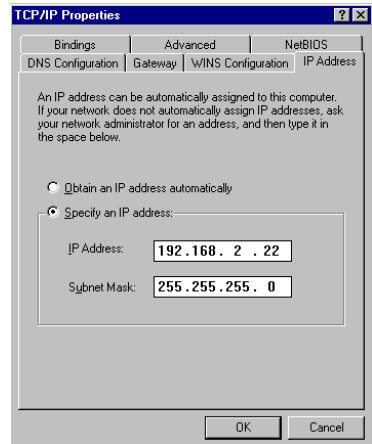 TCP/IP Properties
Bindings Advanced NetBIOS
DNS Configuration Gateway WINS Configuration IP Address
An IP address can be automatically assigned to this computer.
If your network does not automatically assign IP addresses, ask
your network administrator for an address, and then type it in
the space below.
Obtain an IP address automatically
Specify an IP address:
IP Address: 192.168. 2 . 22
Subnet Mask: 255.255.255. 0
OK Cancel